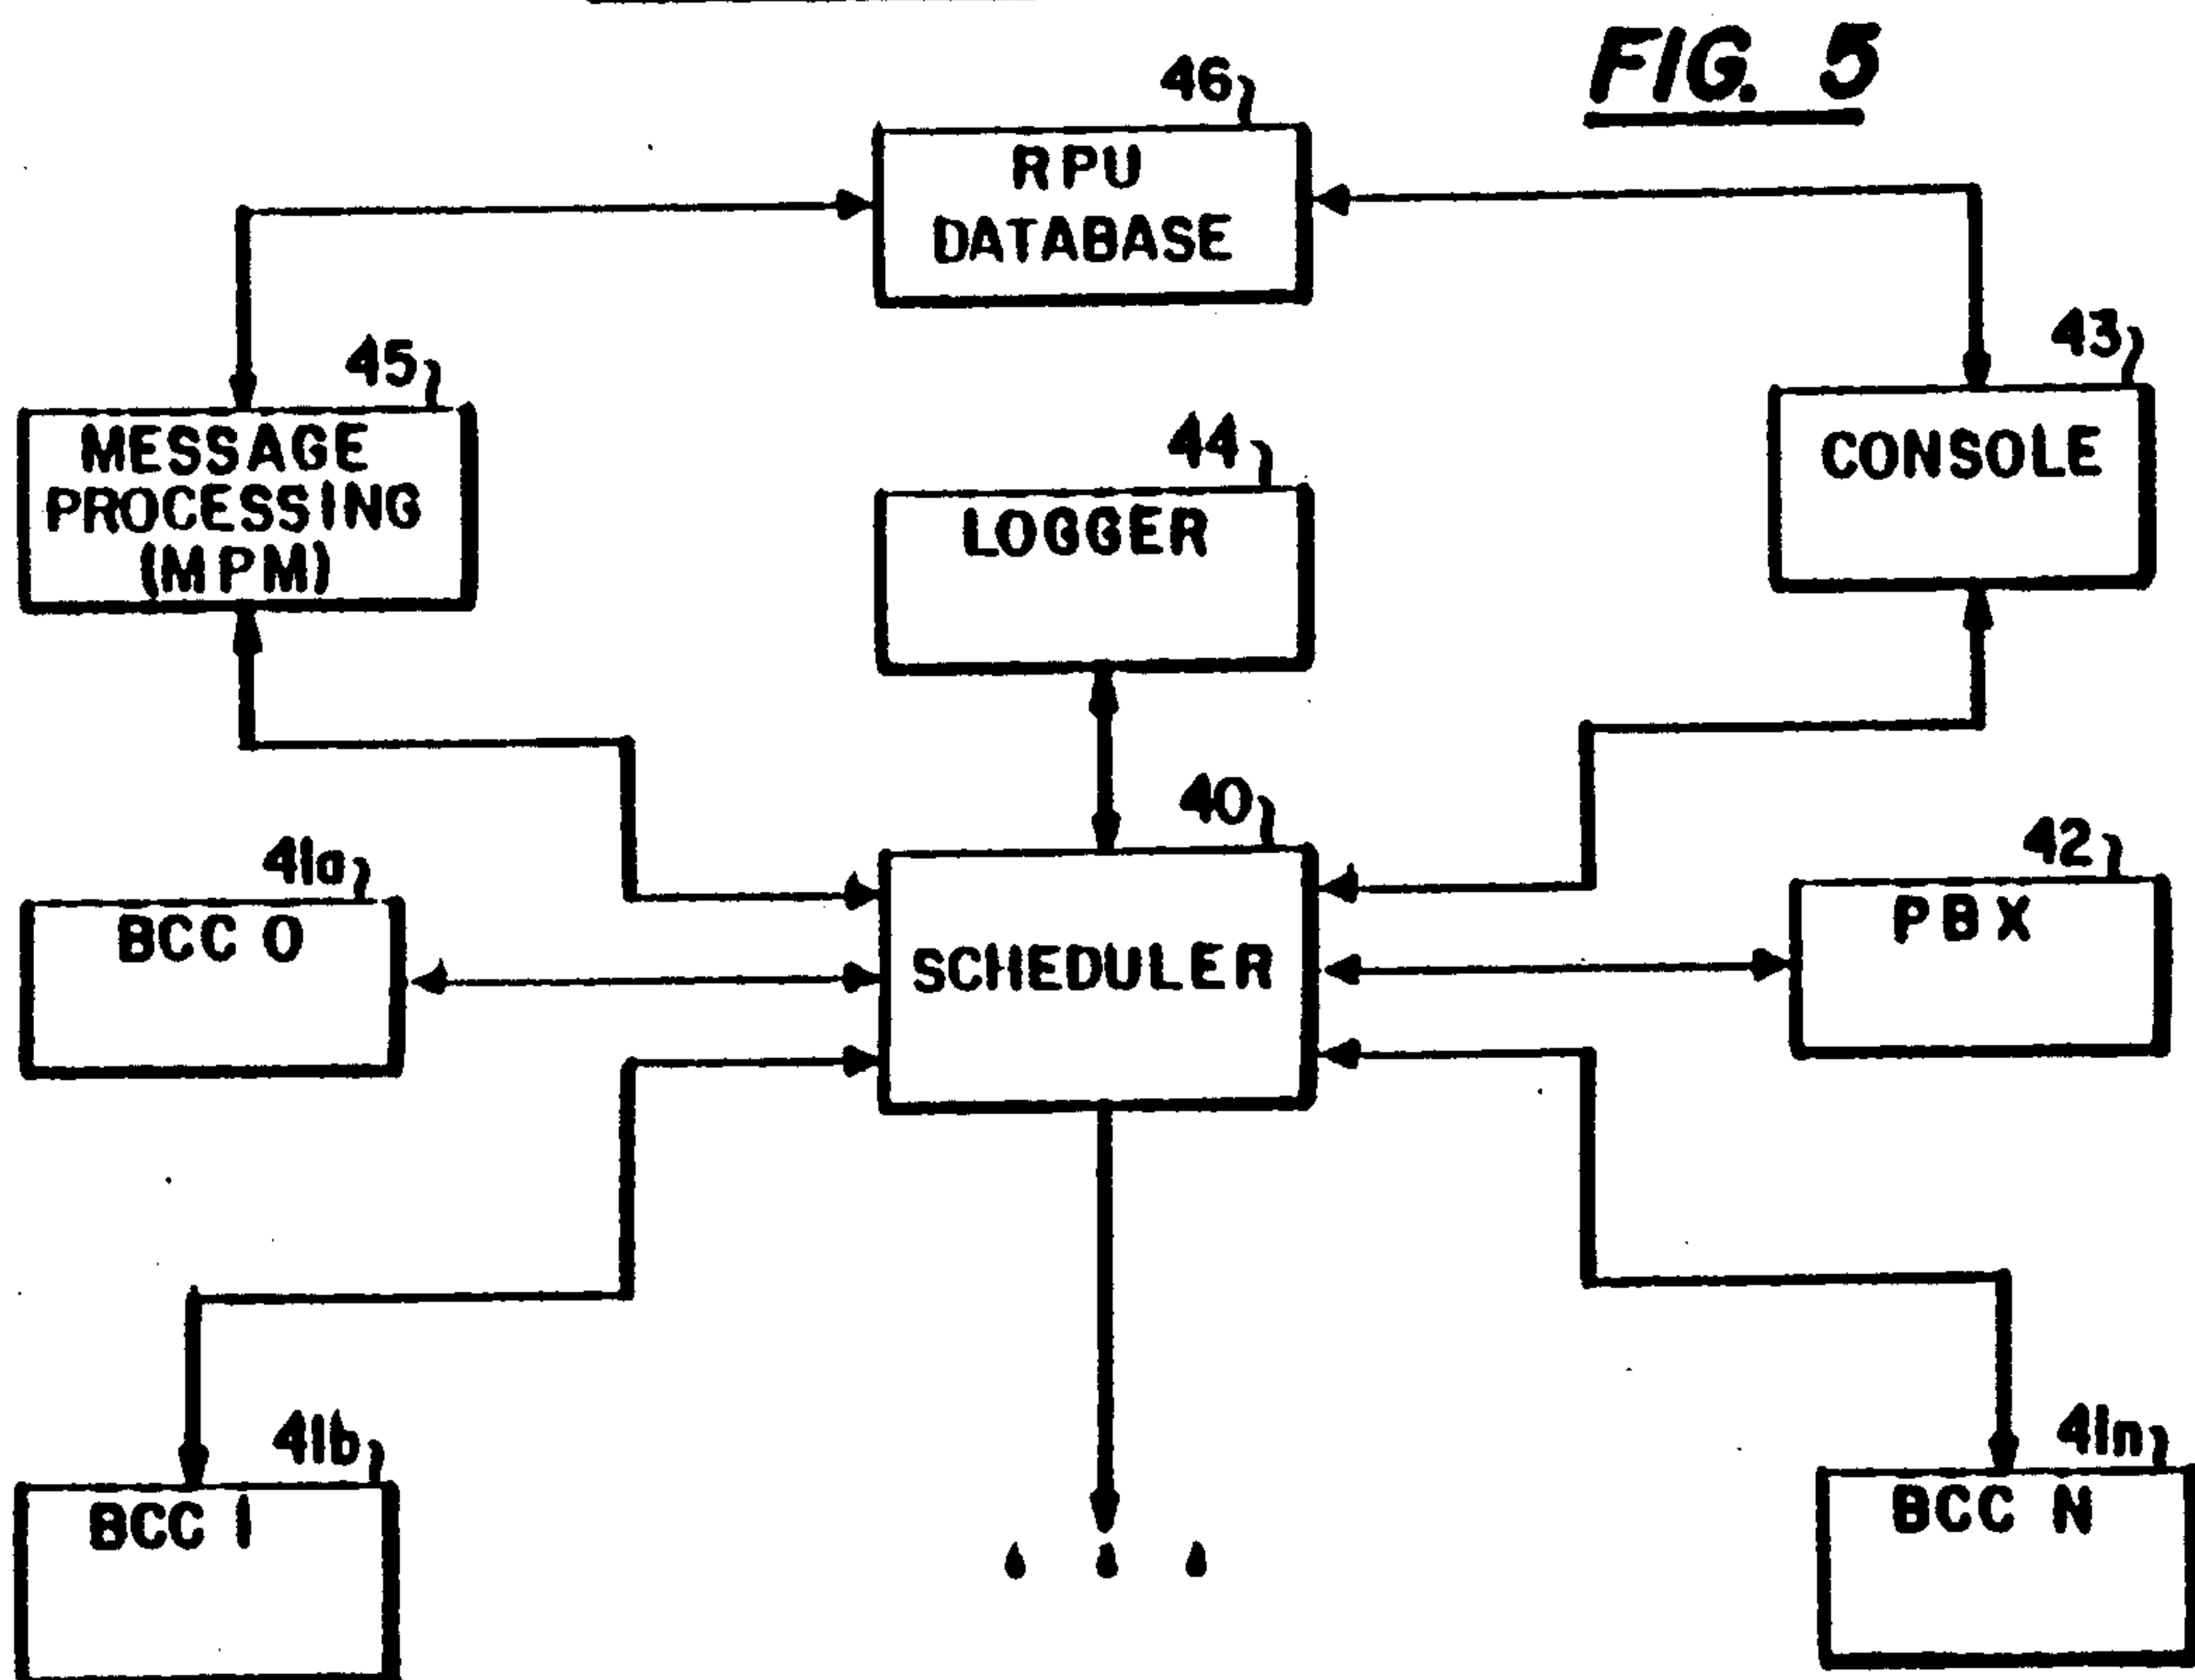 FIG. 5
46
RPU
DATABASE
45
MESSAGE
PROCESSING
(MPM)
44
LOGGER
43
CONSOLE
41a
BCC 0
40
SCHEDULER
42
PBX
41b
BCC 1
41n
BCC N